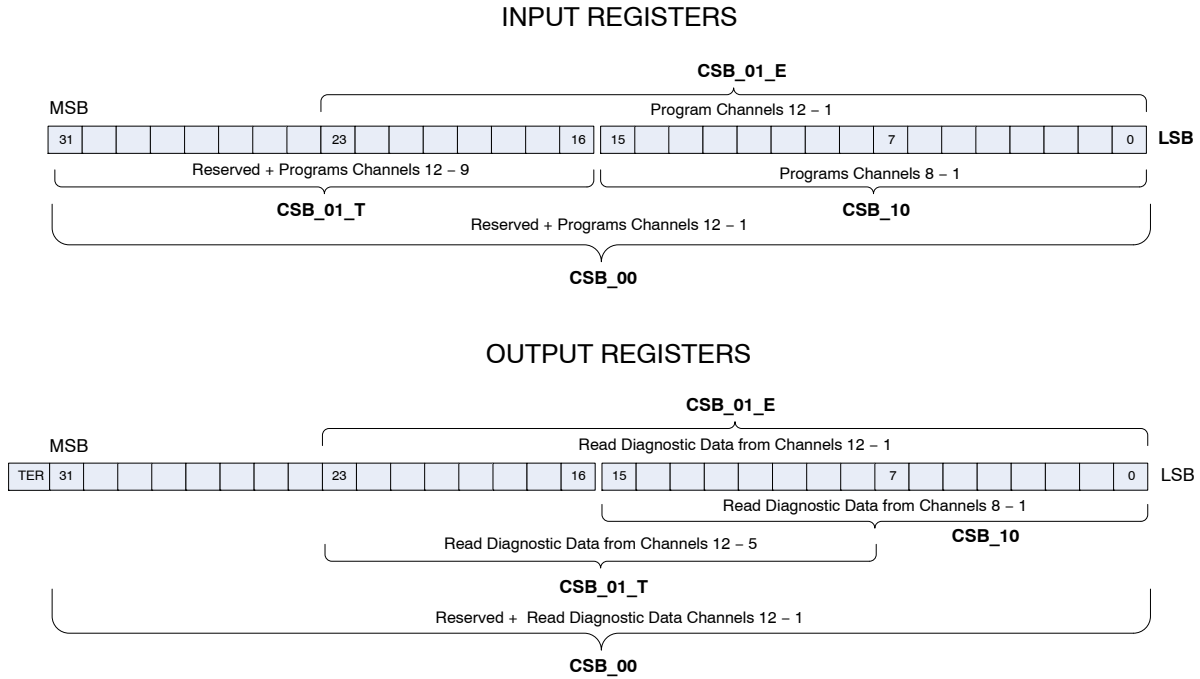 INPUT REGISTERS
CSB_01_E
MSB
Program Channels 12 − 1
31 23 16 15 7 0 LSB
Reserved + Programs Channels 12 − 9
Programs Channels 8 − 1
CSB_01_T
CSB_10
Reserved + Programs Channels 12 − 1
CSB_00
OUTPUT REGISTERS
CSB_01_E
MSB
Read Diagnostic Data from Channels 12 − 1
TER 31 23 16 15 7 0 LSB
Read Diagnostic Data from Channels 8 − 1
CSB_10
Read Diagnostic Data from Channels 12 − 5
CSB_01_T
Reserved + Read Diagnostic Data Channels 12 − 1
CSB_00